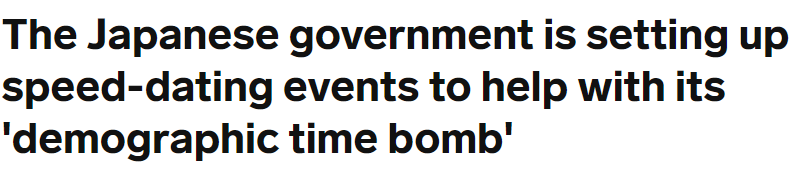 The Japanese government is setting up
speed-dating events to help with its
'demographic time bomb'